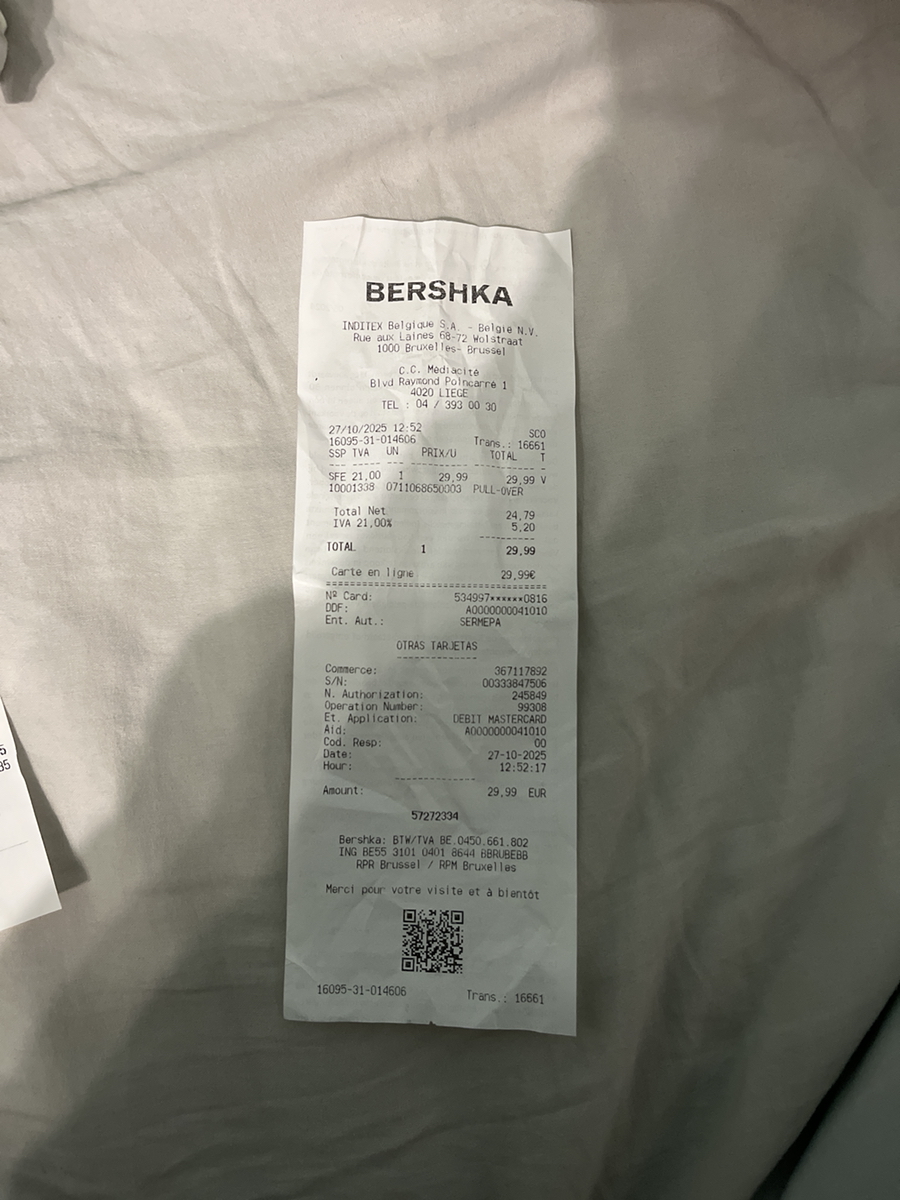 BERSHKA
INDITEX Belgique S.A. - Belgie N.V.
Rue aux Laines 68-72 Wolstraat
1000 Bruxelles- Brussel
C.C. Médiacité
Blvd Raymond Poincarré 1
4020 LIEGE
TEL : 04 / 393 00 30
27/10/2025 12:52 SCO
16095-31-014606 Trans.: 16661
SSP TVA UN PRIX/U TOTAL T
SFE 21,00 1 29,99 29,99 V
10001338 0711068650003 PULL-OVER
Total Net 24,79
IVA 21,00% 5,20
TOTAL 1 29,99
Carte en ligne 29,99€
Nº Card: 534997******0816
DDF: A0000000041010
Ent. Aut.: SERMEPA
OTRAS TARJETAS
Commerce: 367117892
S/N: 00333847506
N. Authorization: 245849
Operation Number: 99308
Et. Application: DEBIT MASTERCARD
Aid: A0000000041010
Cod. Resp: 00
Date: 27-10-2025
Hour: 12:52:17
Amount: 29,99 EUR
57272334
Bershka: BTW/TVA BE.0450.661.802
ING BE55 3101 0401 8644 BBRUBEBB
RPR Brussel / RPM Bruxelles
Merci pour votre visite et à bientôt
16095-31-014606 Trans.: 16661